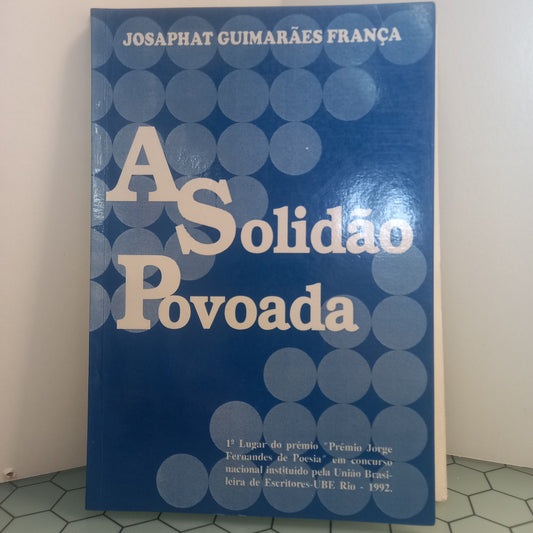 JOSAPHAT GUIMARÃES FRANÇA
A
Solidão
Povoada
1º Lugar do prêmio "Prêmio Jorge
Fernandes de Poesia" em concurso
nacional instituído pela União Brasi-
leira de Escritores-UBE Rio - 1992.